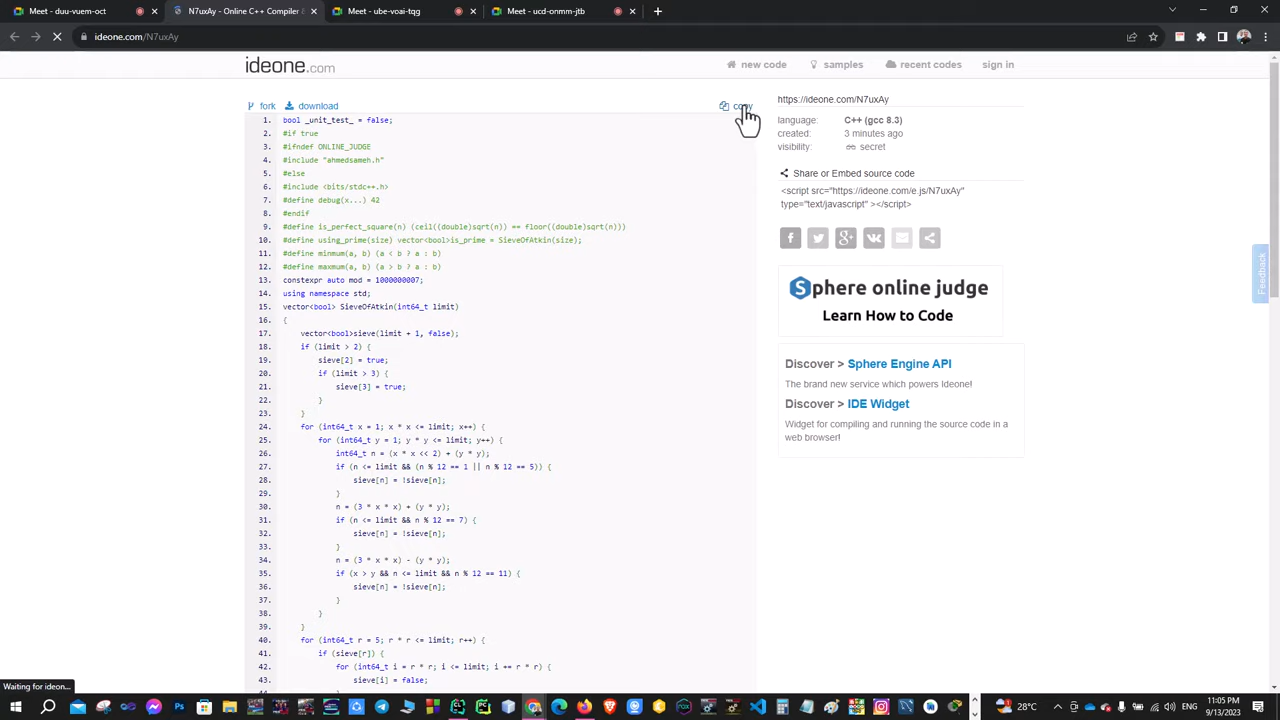 Meet - duv-vuem-oct
N7uxAy - Online C++ Compiler
Meet - voi-euai-tqg
Meet - ucd-onmm-jtb
ideone.com/N7uxAy
ideone.com
new code
samples
recent codes
sign in
fork
download
copy
1. bool _unit_test_ = false;
2. #if true
3. #ifndef ONLINE_JUDGE
4. #include "ahmedsameh.h"
5. #else
6. #include <bits/stdc++.h>
7. #define debug(x...) 42
8. #endif
9. #define is_perfect_square(n) (ceil((double)sqrt(n)) == floor((double)sqrt(n)))
10. #define using_prime(size) vector<bool>is_prime = SieveOfAtkin(size);
11. #define minmum(a, b) (a < b ? a : b)
12. #define maxmum(a, b) (a > b ? a : b)
13. constexpr auto mod = 1000000007;
14. using namespace std;
15. vector<bool> SieveOfAtkin(int64_t limit)
16. {
17. vector<bool>sieve(limit + 1, false);
18. if (limit > 2) {
19. sieve[2] = true;
20. if (limit > 3) {
21. sieve[3] = true;
22. }
23. }
24. for (int64_t x = 1; x * x <= limit; x++) {
25. for (int64_t y = 1; y * y <= limit; y++) {
26. int64_t n = (x * x << 2) + (y * y);
27. if (n <= limit && (n % 12 == 1 || n % 12 == 5)) {
28. sieve[n] = !sieve[n];
29. }
30. n = (3 * x * x) + (y * y);
31. if (n <= limit && n % 12 == 7) {
32. sieve[n] = !sieve[n];
33. }
34. n = (3 * x * x) - (y * y);
35. if (x > y && n <= limit && n % 12 == 11) {
36. sieve[n] = !sieve[n];
37. }
38. }
39. }
40. for (int64_t r = 5; r * r <= limit; r++) {
41. if (sieve[r]) {
42. for (int64_t i = r * r; i <= limit; i += r * r) {
43. sieve[i] = false;
https://ideone.com/N7uxAy
language: C++ (gcc 8.3)
created: 3 minutes ago
visibility: secret
Share or Embed source code
<script src="https://ideone.com/e.js/N7uxAy"
type="text/javascript" ></script>
Sphere online judge
Learn How to Code
Discover > Sphere Engine API
The brand new service which powers Ideone!
Discover > IDE Widget
Widget for compiling and running the source code in a
web browser!
Feedback
Waiting for ideon...
28°C
11:05 PM
9/13/2023